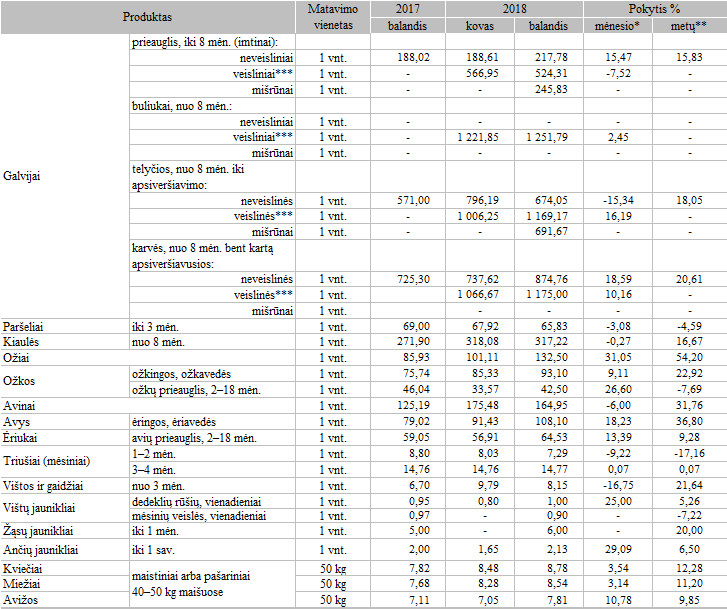 Produktas Matavimo vienetas 2017 2018 Pokytis %
balandis kovas balandis mėnesio* metų**
Galvijai
prieauglis, iki 8 mėn. (imtinai):
neveisliniai 1 vnt. 188,02 188,61 217,78 15,47 15,83
veisliniai*** 1 vnt. - 566,95 524,31 -7,52 -
mišrūnai 1 vnt. - - 245,83 - -
buliukai, nuo 8 mėn.:
neveisliniai 1 vnt. - - - - -
veisliniai*** 1 vnt. - 1 221,85 1 251,79 2,45 -
mišrūnai 1 vnt. - - - - -
telyčios, nuo 8 mėn. iki
apsiveršiavimo:
neveislinės 1 vnt. 571,00 796,19 674,05 -15,34 18,05
veislinės*** 1 vnt. - 1 006,25 1 169,17 16,19 -
mišrūnai 1 vnt. - - 691,67 - -
karvės, nuo 8 mėn. bent kartą
apsiveršiavusios:
neveislinės 1 vnt. 725,30 737,62 874,76 18,59 20,61
veislinės*** 1 vnt. - 1 066,67 1 175,00 10,16 -
mišrūnai 1 vnt. - - - -
Paršeliai iki 3 mėn. 1 vnt. 69,00 67,92 65,83 -3,08 -4,59
Kiaulės nuo 8 mėn. 1 vnt. 271,90 318,08 317,22 -0,27 16,67
Ožiai 1 vnt. 85,93 101,11 132,50 31,05 54,20
Ožkos ožkingos, ožkavedės 1 vnt. 75,74 85,33 93,10 9,11 22,92
ožkų prieauglis, 2–18 mėn. 1 vnt. 46,04 33,57 42,50 26,60 -7,69
Avinai 1 vnt. 125,19 175,48 164,95 -6,00 31,76
Avys ėringos, ėriavedės 1 vnt. 79,02 91,43 108,10 18,23 36,80
Ėriukai avių prieauglis, 2–18 mėn. 1 vnt. 59,05 56,91 64,53 13,39 9,28
Triušiai (mėsiniai) 1–2 mėn. 1 vnt. 8,80 8,03 7,29 -9,22 -17,16
3–4 mėn. 1 vnt. 14,76 14,76 14,77 0,07 0,07
Vištos ir gaidžiai nuo 3 mėn. 1 vnt. 6,70 9,79 8,15 -16,75 21,64
Vištų jaunikliai dedeklių rūšių, vienadieniai 1 vnt. 0,95 0,80 1,00 25,00 5,26
mėsinių veislės, vienadieniai 1 vnt. 0,97 - 0,90 - -7,22
Žąsų jaunikliai iki 1 mėn. 1 vnt. 5,00 - 6,00 - 20,00
Ančių jaunikliai iki 1 sav. 1 vnt. 2,00 1,65 2,13 29,09 6,50
Kviečiai maistiniai arba pašariniai 40–50 kg maišuose 50 kg 7,82 8,48 8,78 3,54 12,28
Miežiai 50 kg 7,68 8,28 8,54 3,14 11,20
Avižos 50 kg 7,11 7,05 7,81 10,78 9,85